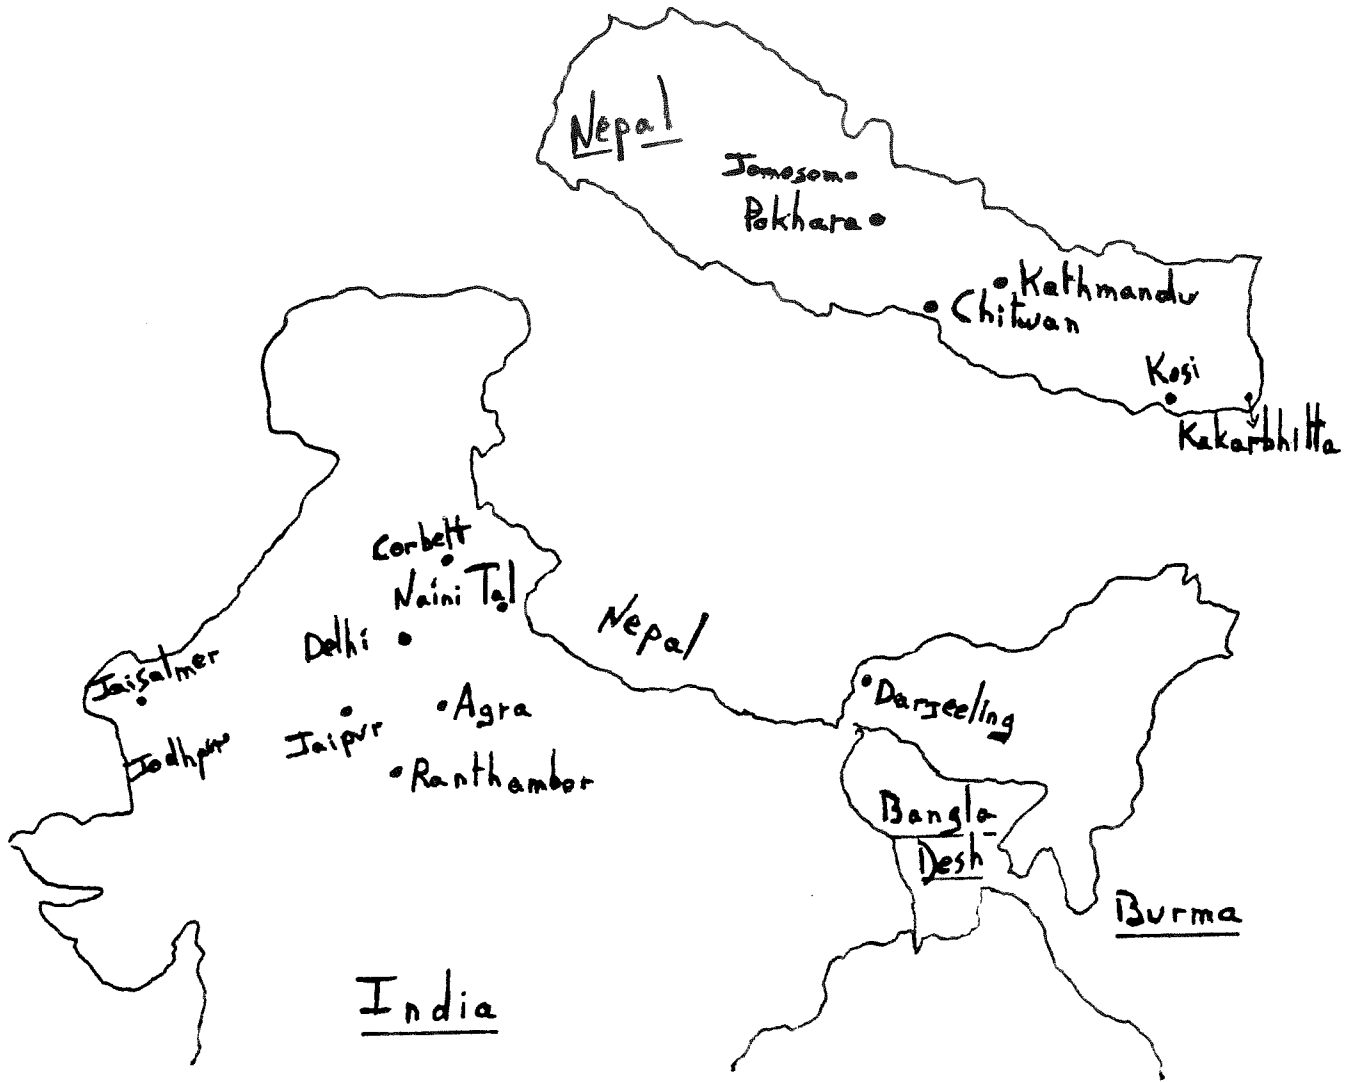 Nepal
Jomosom
Pokhara
Kathmandu
Chitwan
Kosi
Kakarbhitta
Corbett
Naini Tal
Nepal
Delhi
Jaisalmer
Darjeeling
Agra
Jaipur
Jodhpur
Ranthambor
Bangla
Desh
Burma
India